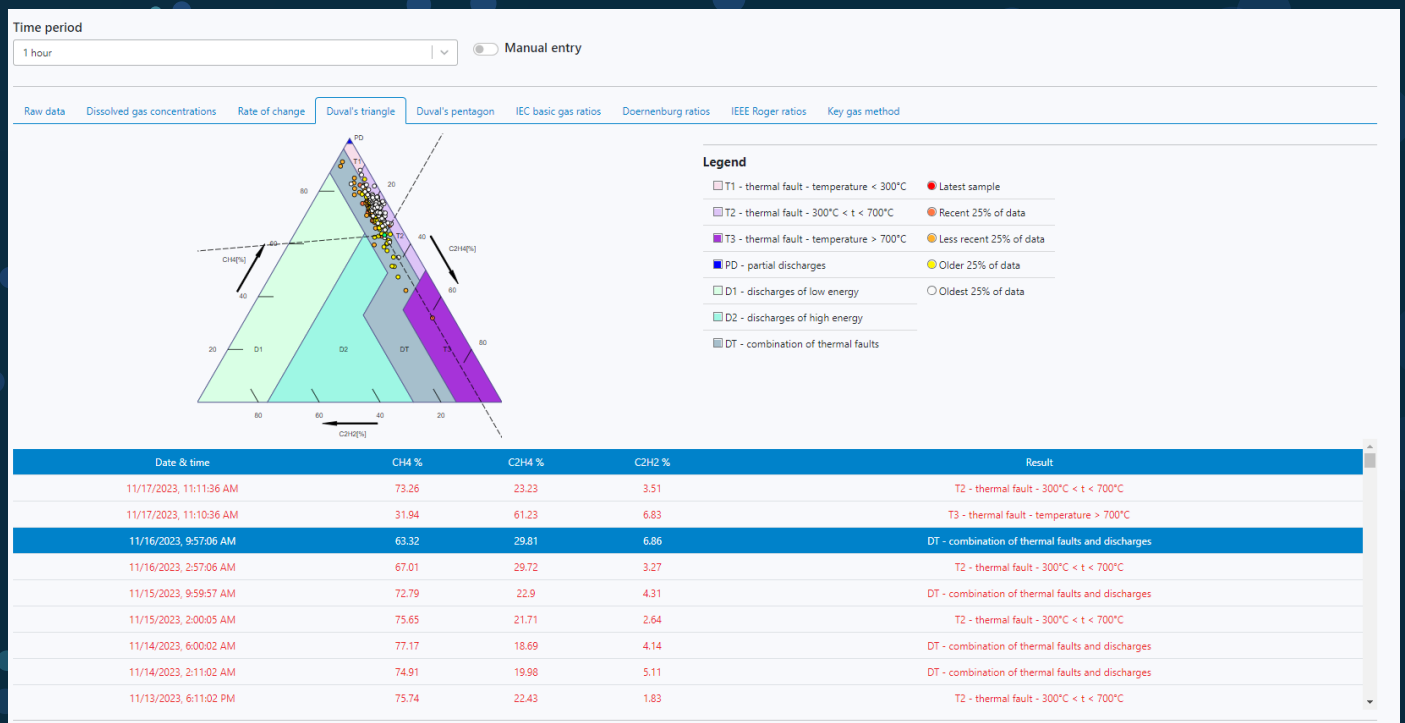 Time period
1 hour
Manual entry
Raw data Dissolved gas concentrations Rate of change Duval's triangle Duval's pentagon IEC basic gas ratios Doernenburg ratios IEEE Roger ratios Key gas method
PD
T1
80 20
T2 40
60 C2H4[%]
CH4[%]
40 60
20 D1 D2 DT T3 80
80 60 40 20
C2H2[%]
Legend
T1 - thermal fault - temperature < 300°C Latest sample
T2 - thermal fault - 300°C < t < 700°C Recent 25% of data
T3 - thermal fault - temperature > 700°C Less recent 25% of data
PD - partial discharges Older 25% of data
D1 - discharges of low energy Oldest 25% of data
D2 - discharges of high energy
DT - combination of thermal faults
Date & time CH4 % C2H4 % C2H2 % Result
11/17/2023, 11:11:36 AM 73.26 23.23 3.51 T2 - thermal fault - 300°C < t < 700°C
11/17/2023, 11:10:36 AM 31.94 61.23 6.83 T3 - thermal fault - temperature > 700°C
11/16/2023, 9:57:06 AM 63.32 29.81 6.86 DT - combination of thermal faults and discharges
11/16/2023, 2:57:06 AM 67.01 29.72 3.27 T2 - thermal fault - 300°C < t < 700°C
11/15/2023, 9:59:57 AM 72.79 22.9 4.31 DT - combination of thermal faults and discharges
11/15/2023, 2:00:05 AM 75.65 21.71 2.64 T2 - thermal fault - 300°C < t < 700°C
11/14/2023, 6:00:02 AM 77.17 18.69 4.14 DT - combination of thermal faults and discharges
11/14/2023, 2:11:02 AM 74.91 19.98 5.11 DT - combination of thermal faults and discharges
11/13/2023, 6:11:02 PM 75.74 22.43 1.83 T2 - thermal fault - 300°C < t < 700°C